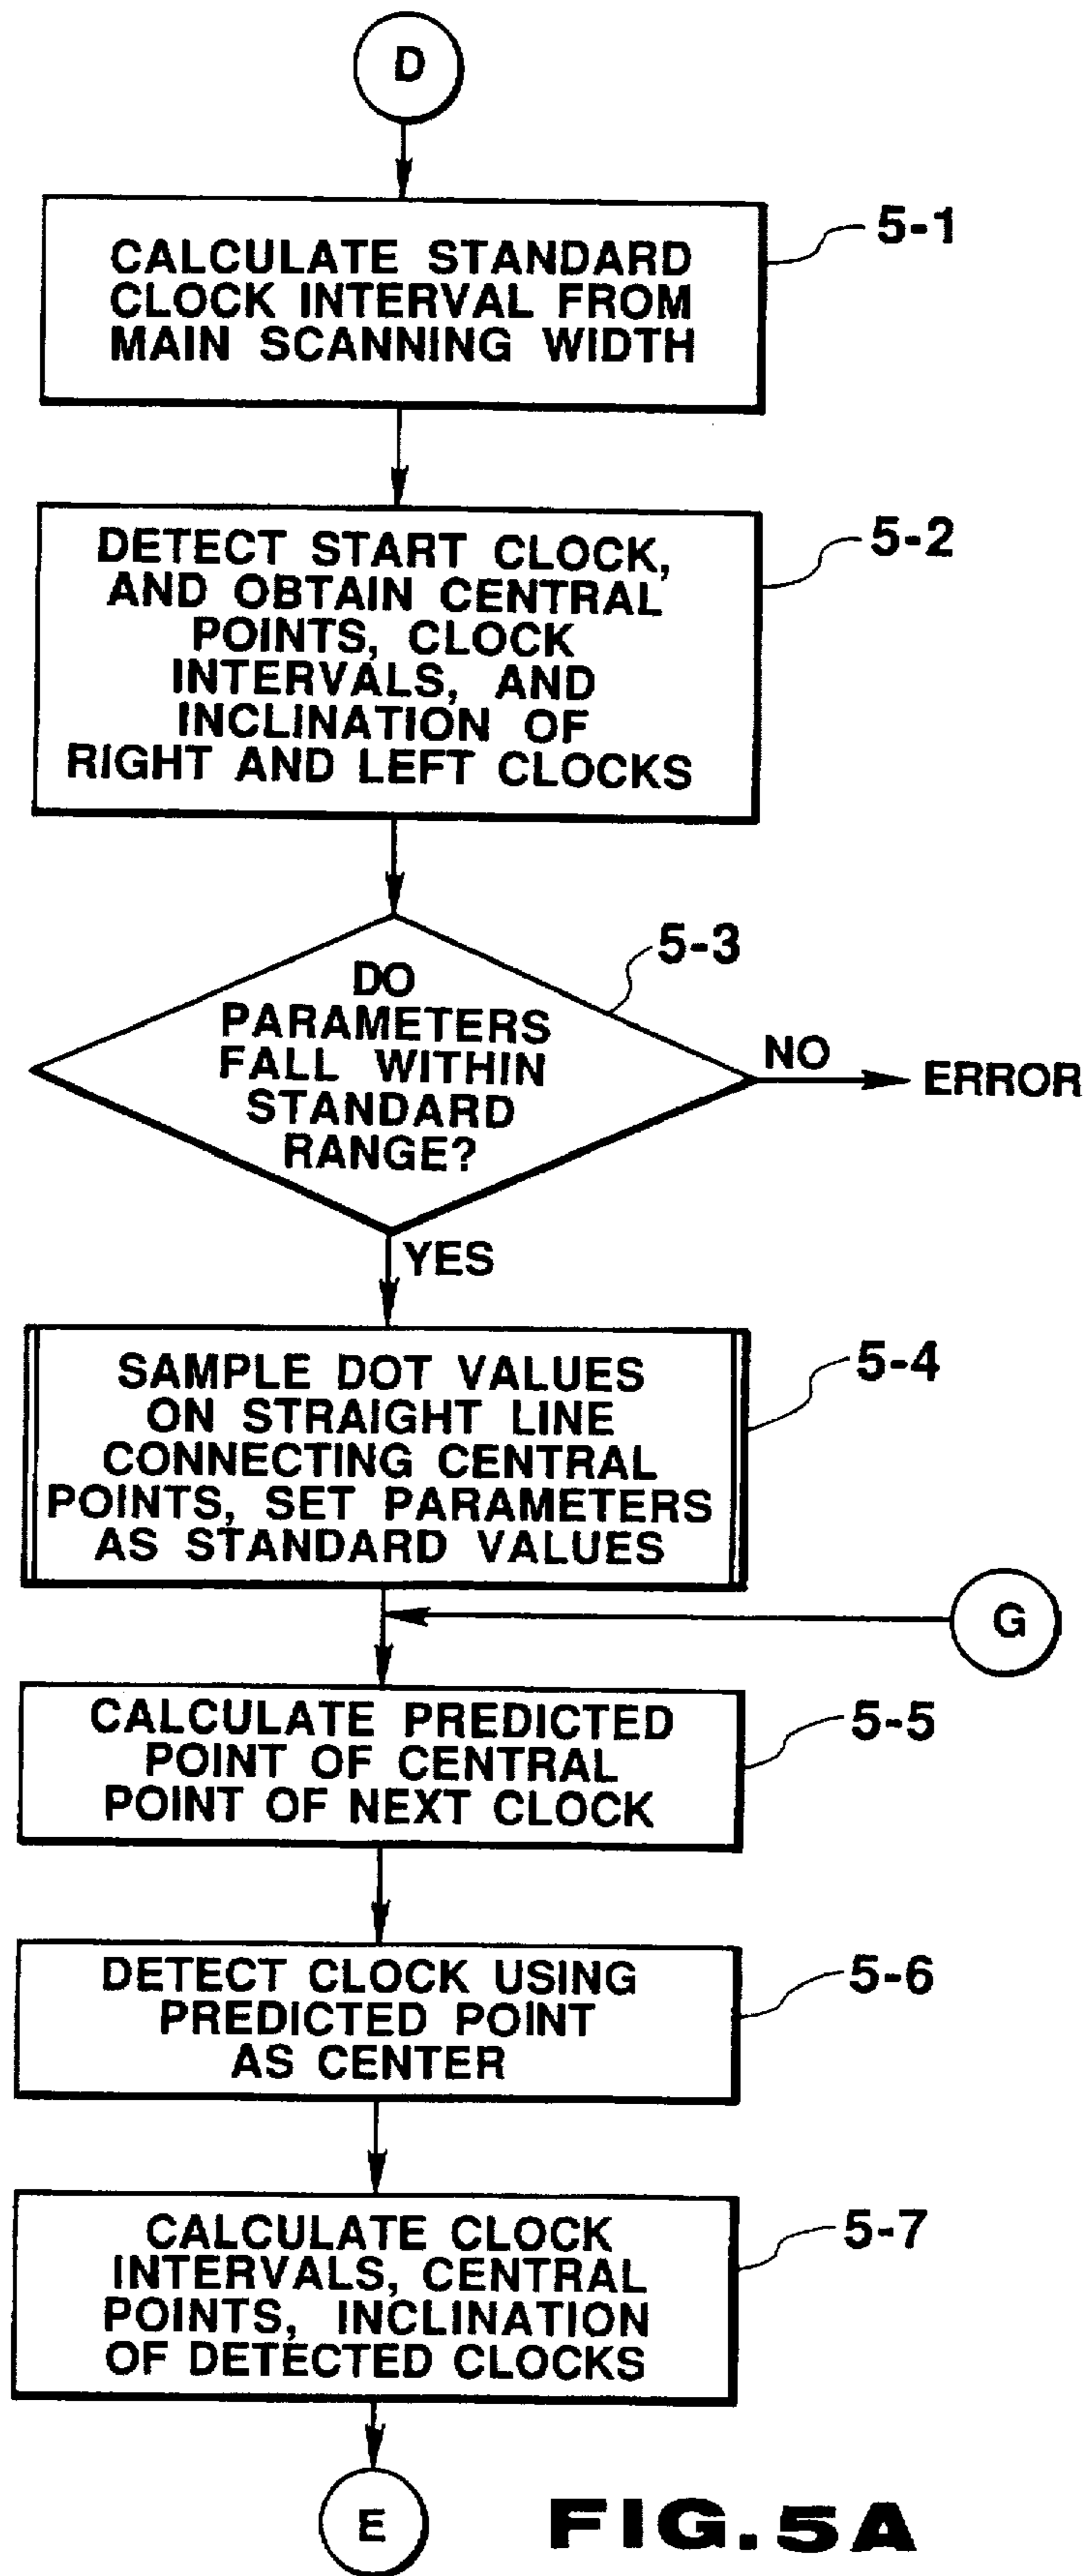 D
5-1
CALCULATE STANDARD
CLOCK INTERVAL FROM
MAIN SCANNING WIDTH
5-2
DETECT START CLOCK,
AND OBTAIN CENTRAL
POINTS, CLOCK
INTERVALS, AND
INCLINATION OF
RIGHT AND LEFT CLOCKS
5-3
DO
PARAMETERS
FALL WITHIN
STANDARD
RANGE?
NO
ERROR
YES
5-4
SAMPLE DOT VALUES
ON STRAIGHT LINE
CONNECTING CENTRAL
POINTS, SET PARAMETERS
AS STANDARD VALUES
G
5-5
CALCULATE PREDICTED
POINT OF CENTRAL
POINT OF NEXT CLOCK
5-6
DETECT CLOCK USING
PREDICTED POINT
AS CENTER
5-7
CALCULATE CLOCK
INTERVALS, CENTRAL
POINTS, INCLINATION
OF DETECTED CLOCKS
E
FIG.5A